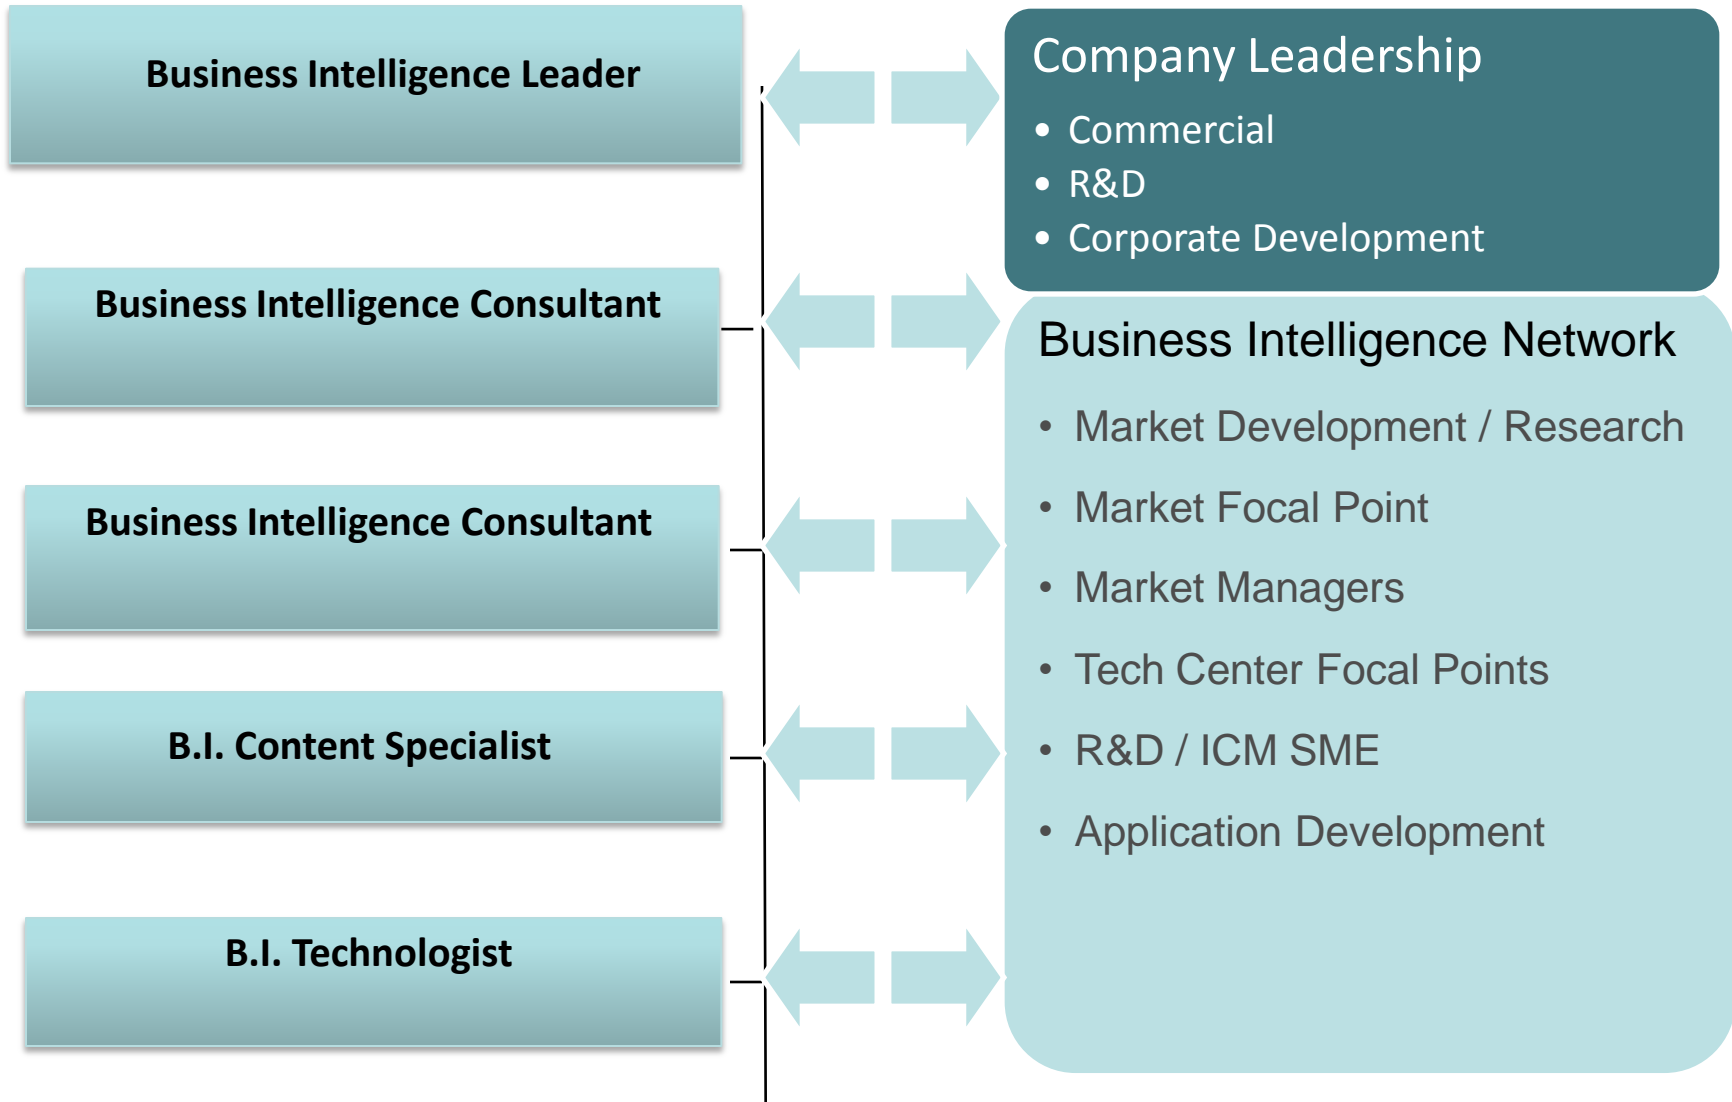 Business Intelligence Leader
Business Intelligence Consultant
Business Intelligence Consultant
B.I. Content Specialist
B.I. Technologist
Company Leadership
• Commercial
• R&D
• Corporate Development
Business Intelligence Network
• Market Development / Research
• Market Focal Point
• Market Managers
• Tech Center Focal Points
• R&D / ICM SME
• Application Development